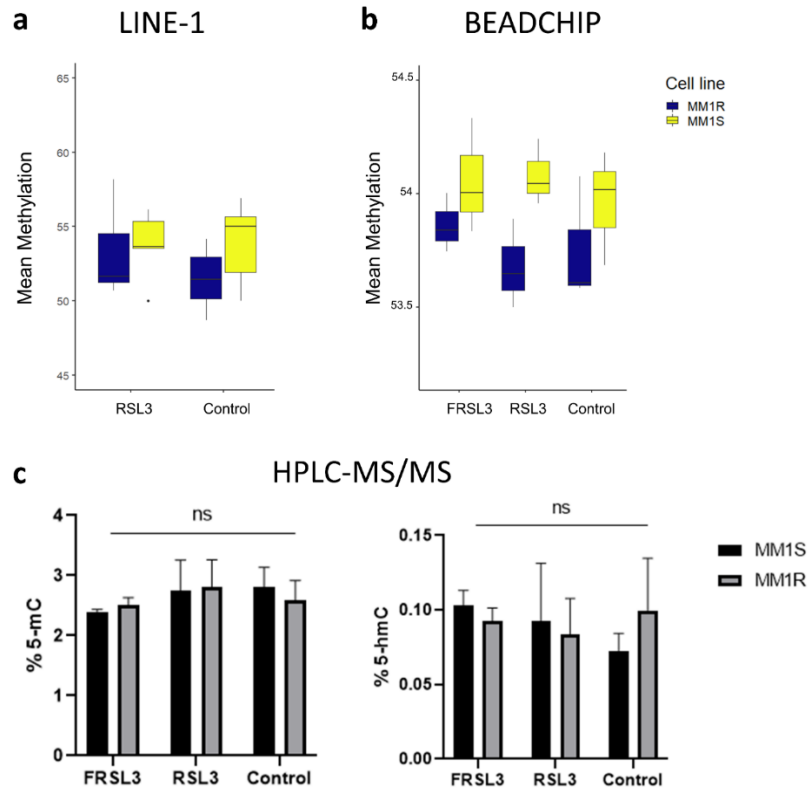 a LINE-1
b BEADCHIP
Mean Methylation
65
60
55
50
45
RSL3 Control
Mean Methylation
54.5
54
53.5
FRSL3 RSL3 Control
Cell line
MM1R
MM1S
c HPLC-MS/MS
ns
% 5-mC
4
3
2
1
0
FRSL3 RSL3 Control
ns
% 5-hmC
0.15
0.10
0.05
0.00
FRSL3 RSL3 Control
MM1S
MM1R